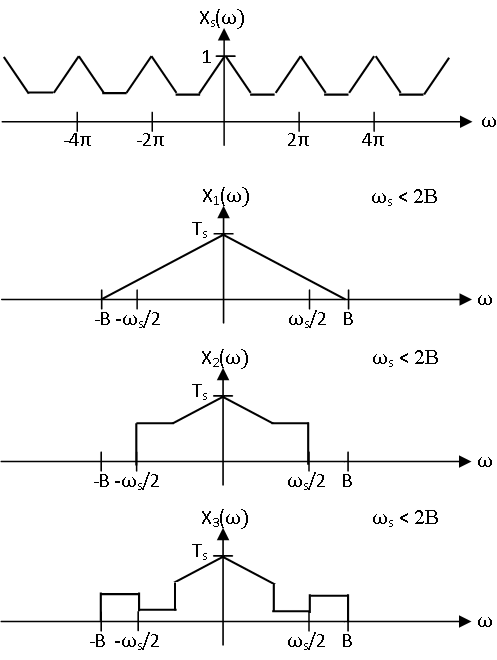 Xₛ(ω)
1
ω
-4π -2π 2π 4π
X₁(ω) ωₛ < 2B
Tₛ
ω
-B -ωₛ/2 ωₛ/2 B
X₂(ω) ωₛ < 2B
Tₛ
ω
-B -ωₛ/2 ωₛ/2 B
X₃(ω) ωₛ < 2B
Tₛ
ω
-B -ωₛ/2 ωₛ/2 B